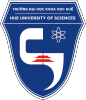 TRƯỜNG ĐẠI HỌC KHOA HỌC HUẾ
HUE UNIVERSITY OF SCIENCES